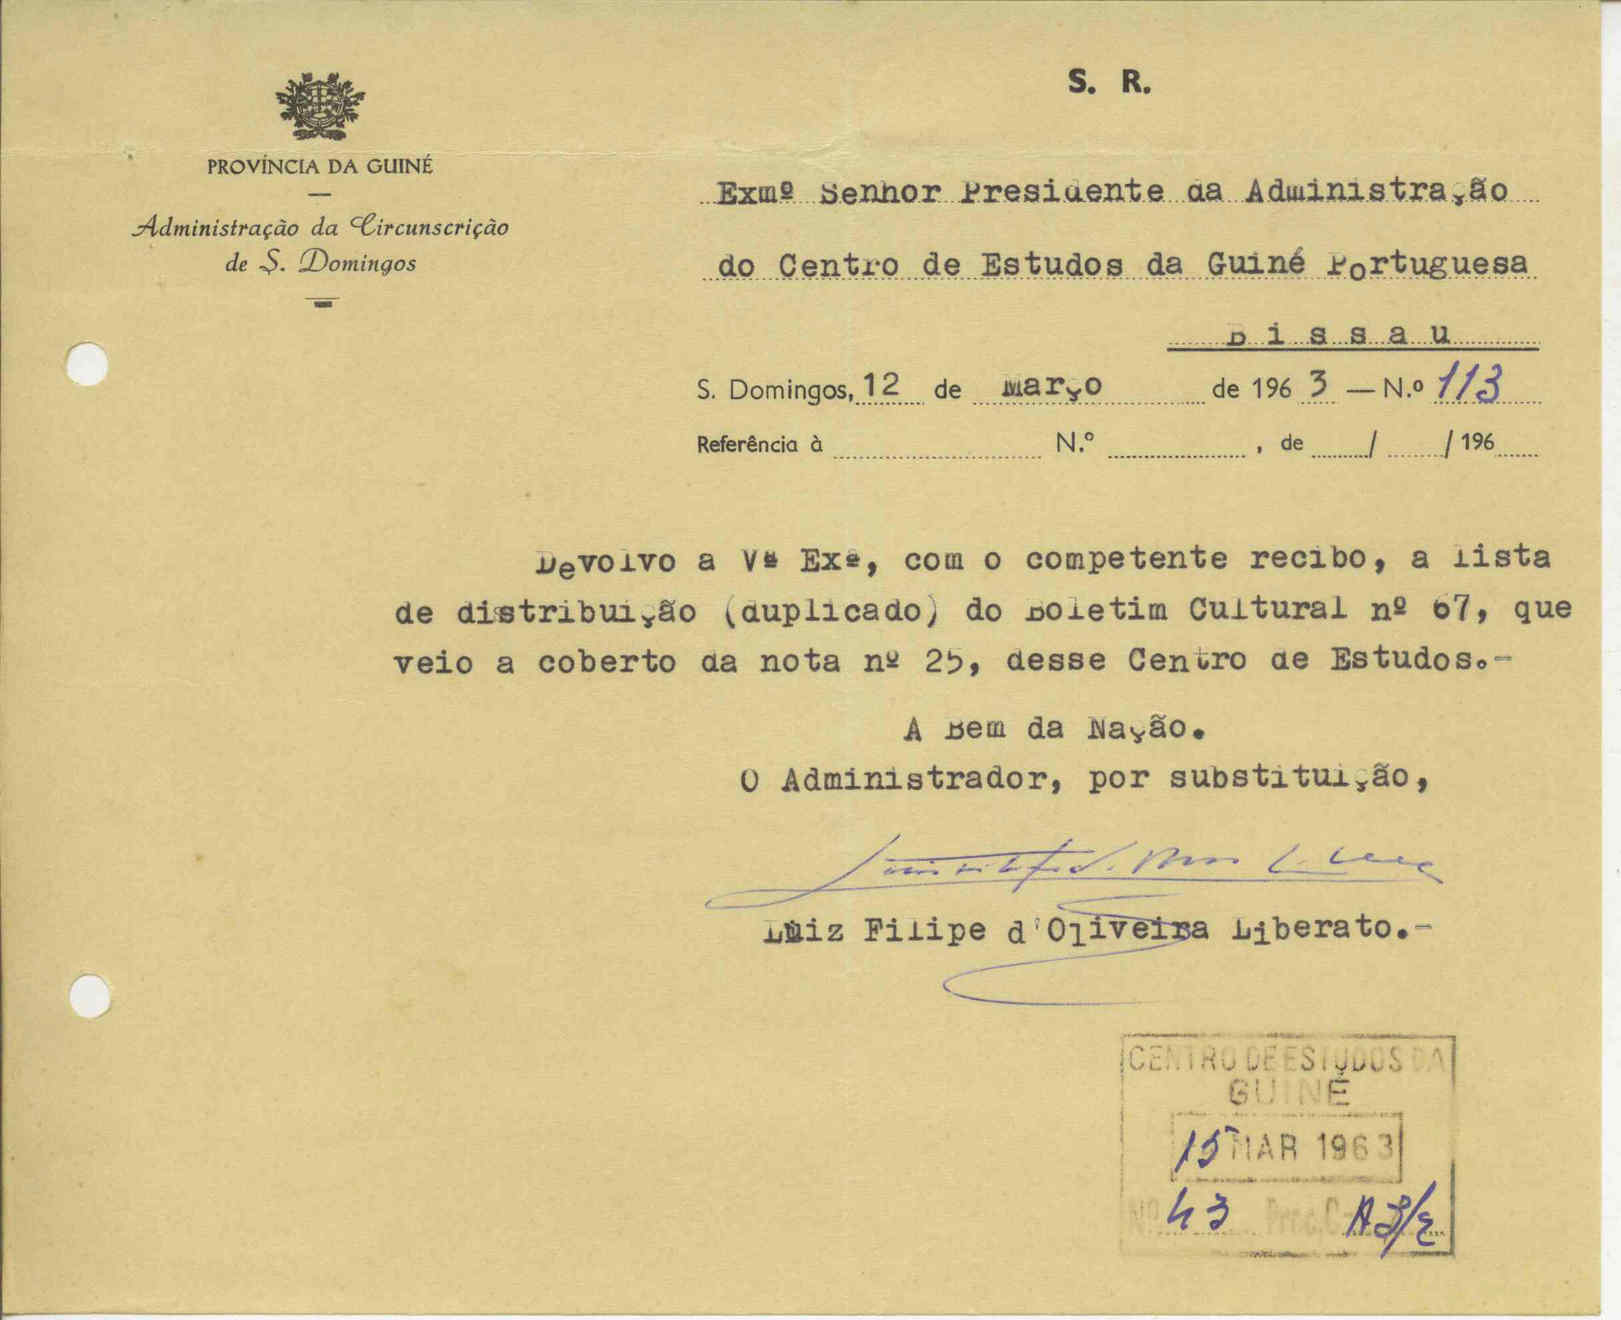 S. R.
PROVÍNCIA DA GUINÉ
Administração da Circunscrição
de S. Domingos
Exmº Senhor Presidente da Administração
do Centro de Estudos da Guiné Portuguesa
Bissau
S. Domingos, 12 de Março de 1963 — N.º 113
Referência à N.º , de / /196
Devolvo a Vª Exª, com o competente recibo, a lista
de distribuição (duplicado) do Boletim Cultural nº 67, que
veio a coberto da nota nº 25, desse Centro de Estudos.-
A Bem da Nação.
O Administrador, por substituição,
Luiz Filipe d'Oliveira Liberato.-
CENTRO DE ESTUDOS DA
GUINÉ
15 MAR 1963
Nº 43 Proc.